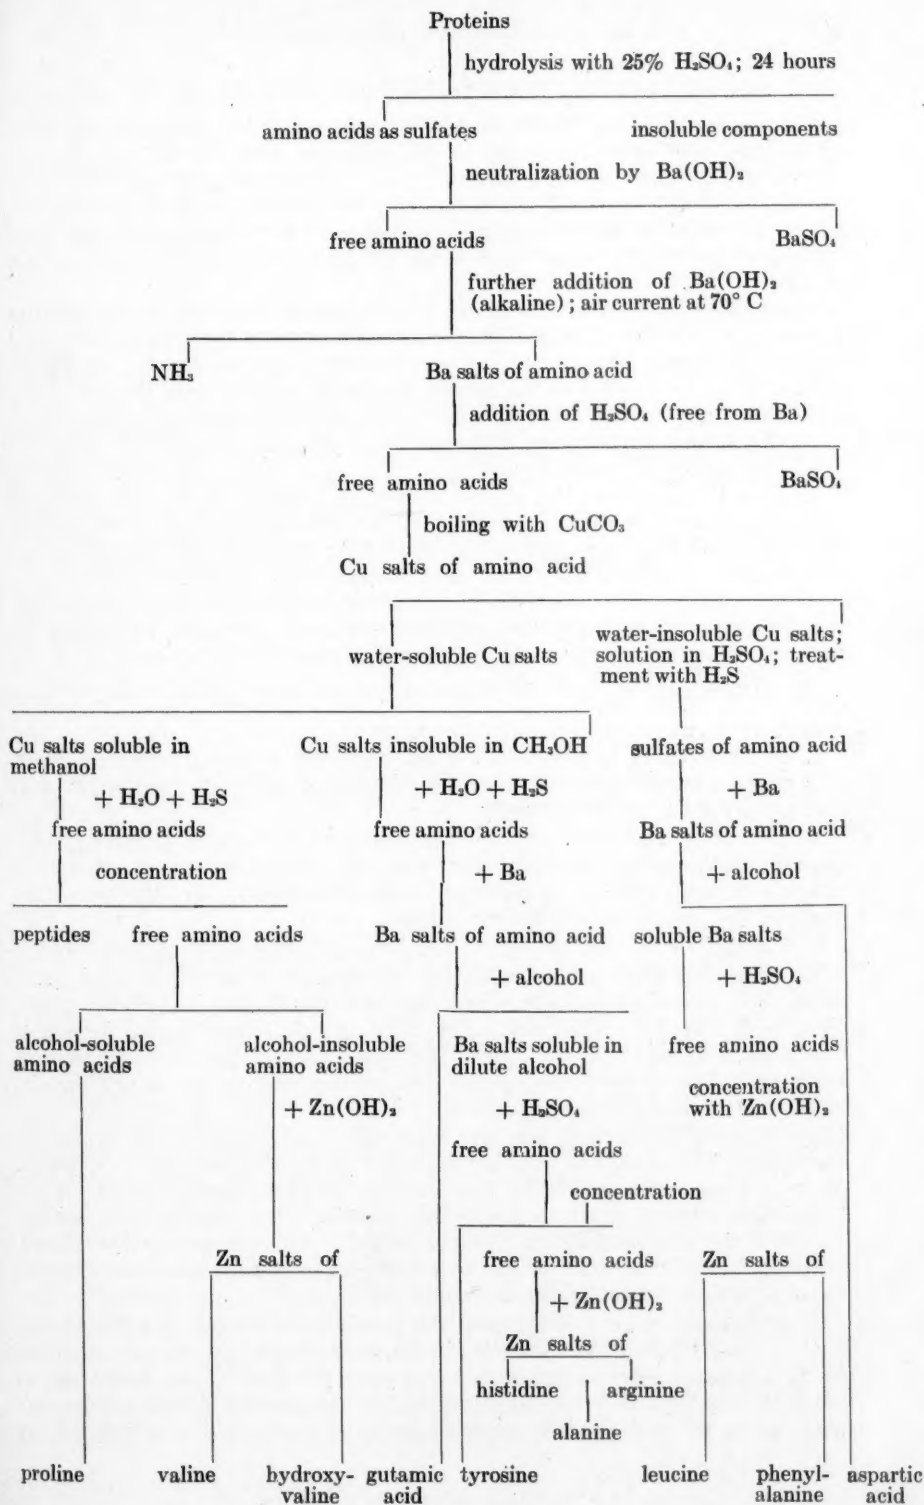 Proteins
hydrolysis with 25% H₂SO₄; 24 hours
amino acids as sulfates insoluble components
neutralization by Ba(OH)₂
free amino acids BaSO₄
further addition of Ba(OH)₂
(alkaline); air current at 70° C
NH₃ Ba salts of amino acid
addition of H₂SO₄ (free from Ba)
free amino acids BaSO₄
boiling with CuCO₃
Cu salts of amino acid
water-soluble Cu salts
water-insoluble Cu salts;
solution in H₂SO₄; treat-
ment with H₂S
Cu salts soluble in
methanol
Cu salts insoluble in CH₃OH
sulfates of amino acid
+ H₂O + H₂S + H₂O + H₂S + Ba
free amino acids free amino acids Ba salts of amino acid
concentration + Ba + alcohol
peptides free amino acids Ba salts of amino acid soluble Ba salts
+ alcohol + H₂SO₄
alcohol-soluble
amino acids
alcohol-insoluble
amino acids
Ba salts soluble in
dilute alcohol
free amino acids
+ Zn(OH)₂ + H₂SO₄
concentration
with Zn(OH)₂
free amino acids
concentration
Zn salts of free amino acids Zn salts of
+ Zn(OH)₂
Zn salts of
histidine arginine
alanine
proline valine hydroxy-
valine
gutamic
acid
tyrosine leucine phenyl-
alanine
aspartic
acid